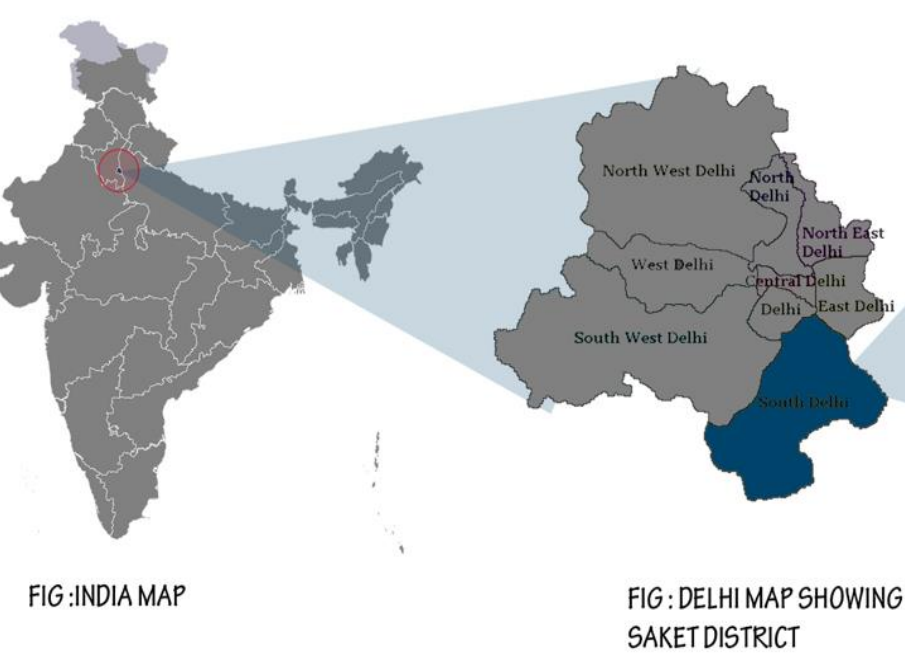 North West Delhi
North
Delhi
North East
Delhi
West Delhi
Central Delhi
Delhi
East Delhi
South West Delhi
South Delhi
FIG :INDIA MAP
FIG : DELHI MAP SHOWING
SAKET DISTRICT